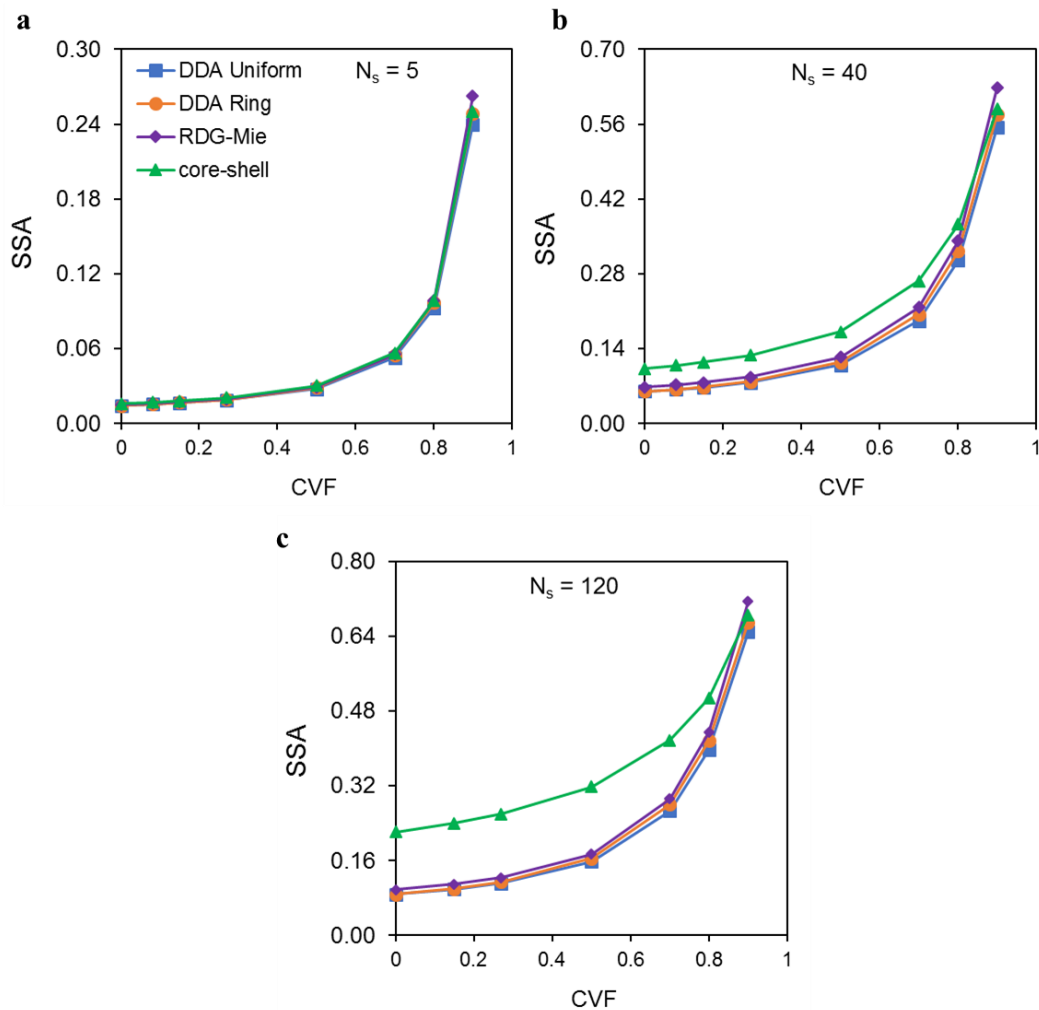 a
0.30
0.24
0.18
0.12
0.06
0.00
SSA
DDA Uniform
DDA Ring
RDG-Mie
core-shell
Nₛ = 5
0 0.2 0.4 0.6 0.8 1
CVF
b
0.70
0.56
0.42
0.28
0.14
0.00
SSA
Nₛ = 40
0 0.2 0.4 0.6 0.8 1
CVF
c
0.80
0.64
0.48
0.32
0.16
0.00
SSA
Nₛ = 120
0 0.2 0.4 0.6 0.8 1
CVF